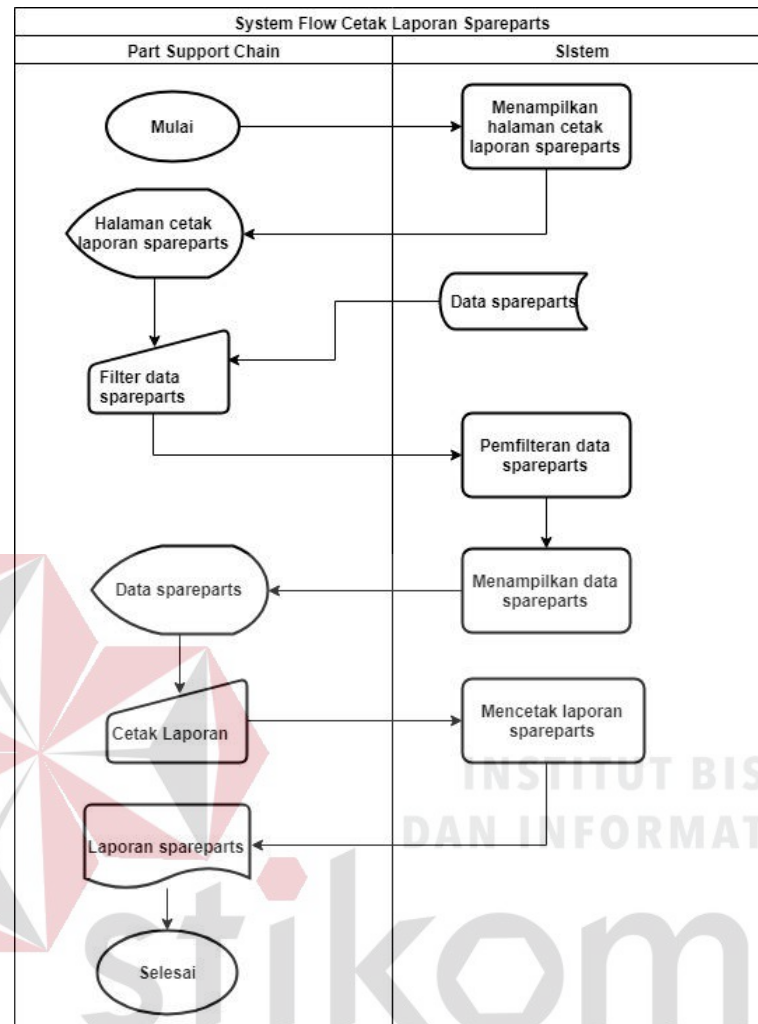 System Flow Cetak Laporan Spareparts
Part Support Chain
SIstem
Mulai
Menampilkan
halaman cetak
laporan spareparts
Halaman cetak
laporan spareparts
Data spareparts
Filter data
spareparts
Pemfilteran data
spareparts
Menampilkan data
spareparts
Data spareparts
Cetak Laporan
Mencetak laporan
spareparts
INSTITUT BIS
DAN INFORMAT
Laporan spareparts
stikom
Selesai